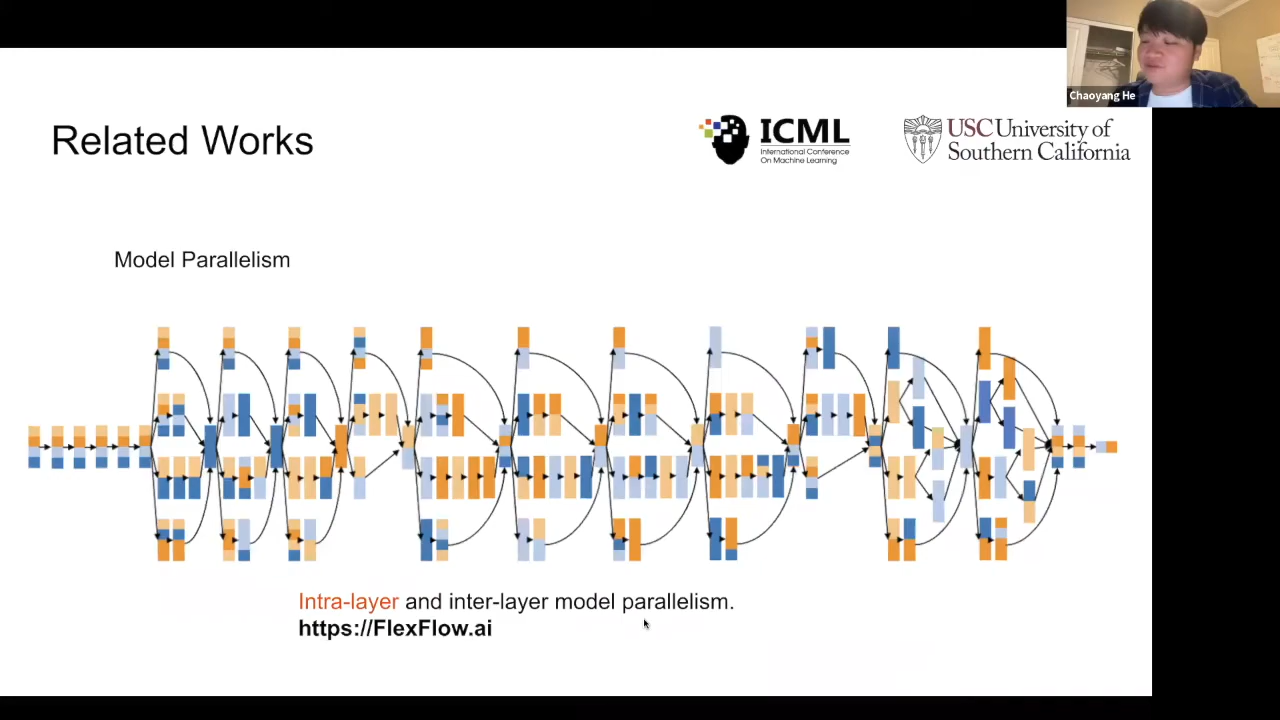 Chaoyang He
Related Works
ICML
International Conference
On Machine Learning
USC University of
Southern California
Model Parallelism
Intra-layer and inter-layer model parallelism.
https://FlexFlow.ai